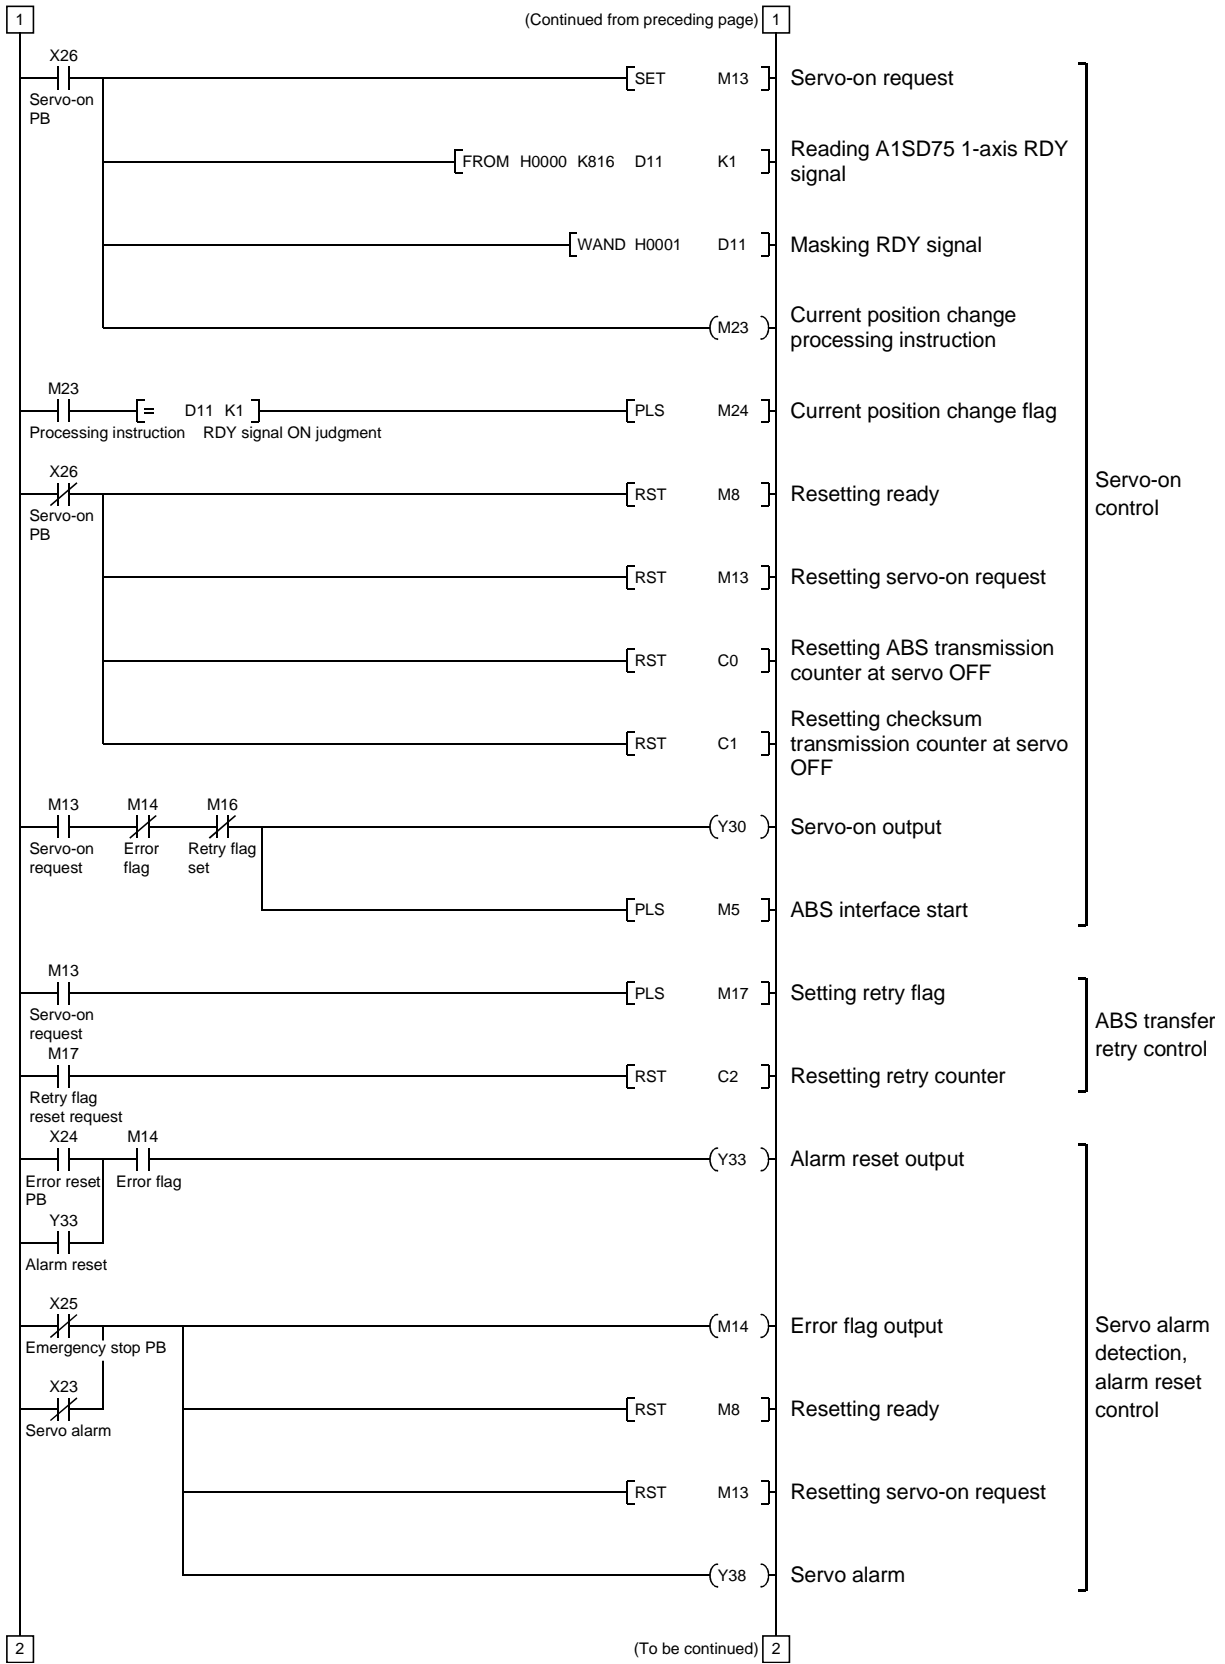 1 (Continued from preceding page) 1
X26
Servo-on
PB
SET M13 Servo-on request
FROM H0000 K816 D11 K1 Reading A1SD75 1-axis RDY
signal
WAND H0001 D11 Masking RDY signal
M23 Current position change
processing instruction
M23
= D11 K1 PLS M24 Current position change flag
Processing instruction RDY signal ON judgment
X26
Servo-on
PB
RST M8 Resetting ready
Servo-on
control
RST M13 Resetting servo-on request
RST C0 Resetting ABS transmission
counter at servo OFF
RST C1 Resetting checksum
transmission counter at servo
OFF
M13 M14 M16
Y30 Servo-on output
Servo-on Error Retry flag
request flag set
PLS M5 ABS interface start
M13
PLS M17 Setting retry flag
Servo-on
request
ABS transfer
retry control
M17
RST C2 Resetting retry counter
Retry flag
reset request
X24 M14
Y33 Alarm reset output
Error reset Error flag
PB
Y33
Alarm reset
X25
M14 Error flag output
Emergency stop PB
Servo alarm
detection,
alarm reset
control
X23
RST M8 Resetting ready
Servo alarm
RST M13 Resetting servo-on request
Y38 Servo alarm
2 (To be continued) 2